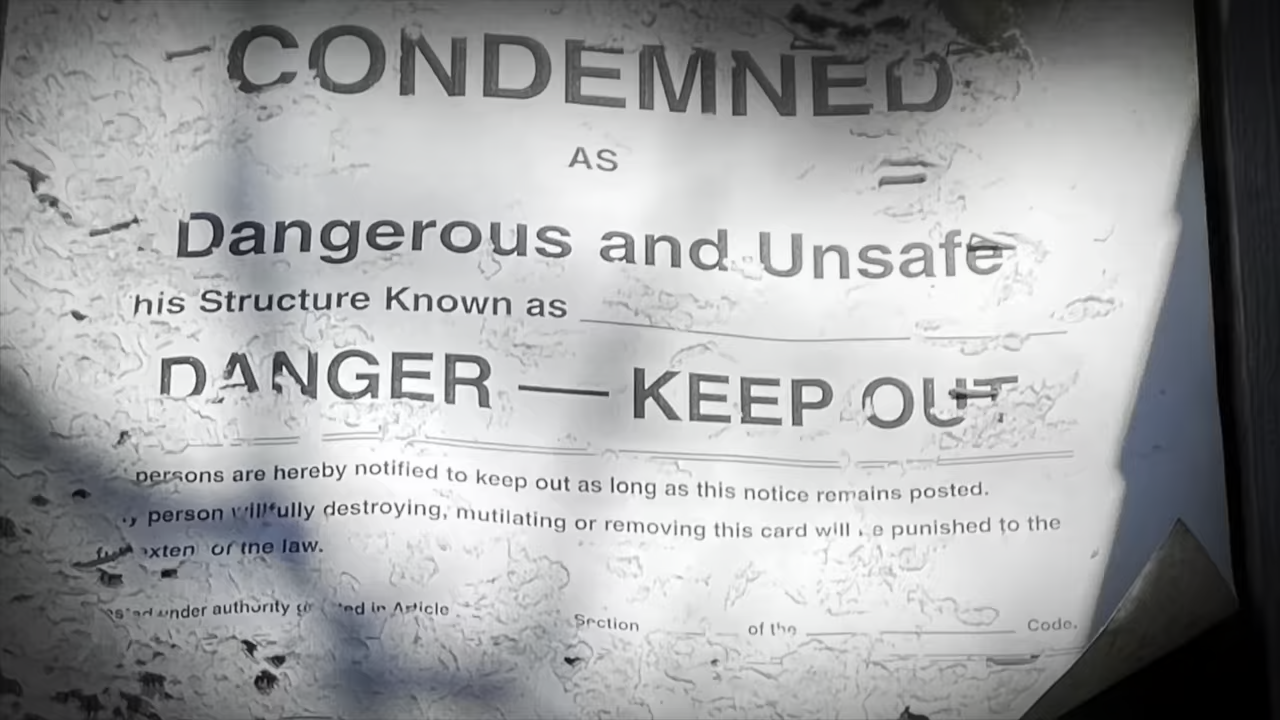 CONDEMNED
AS
Dangerous and Unsafe
his Structure Known as
DANGER — KEEP OUT
persons are hereby notified to keep out as long as this notice remains posted.
person willfully destroying, mutilating or removing this card will e punished to the
of the law.
under authority in Article Section of the Code.